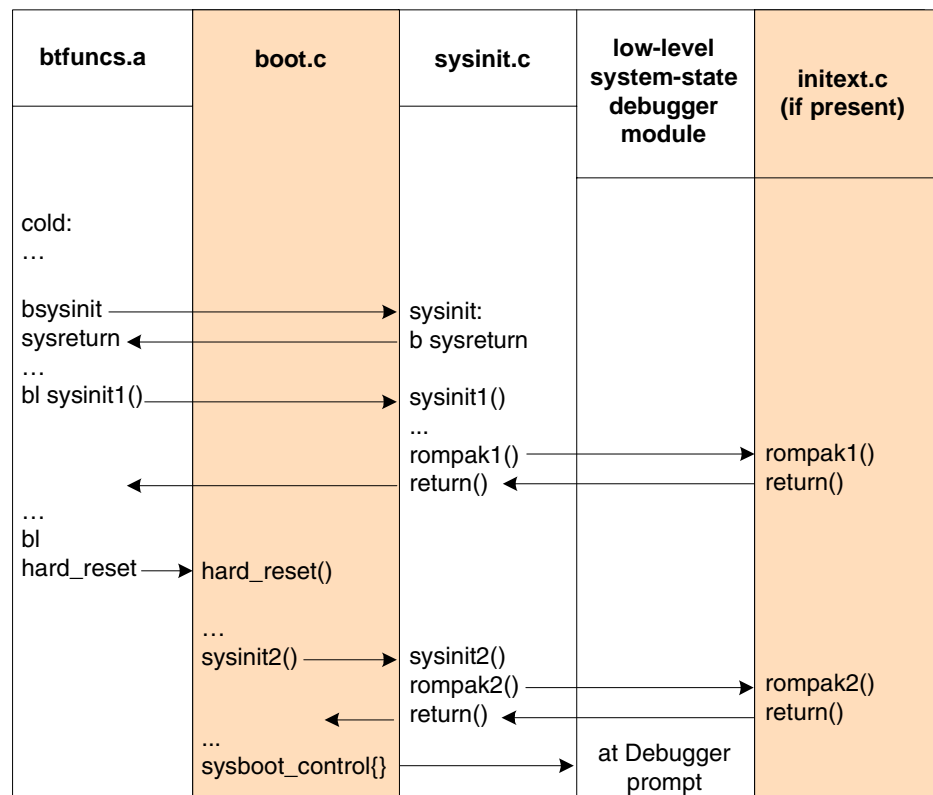 btfuncs.a
boot.c
sysinit.c
low-level
system-state
debugger
module
initext.c
(if present)
cold:
…
bsysinit
sysinit:
sysreturn
b sysreturn
…
bl sysinit1()
sysinit1()
...
rompak1()
rompak1()
return()
return()
…
bl
hard_reset
hard_reset()
…
sysinit2()
sysinit2()
rompak2()
rompak2()
return()
return()
...
sysboot_control{}
at Debugger
prompt